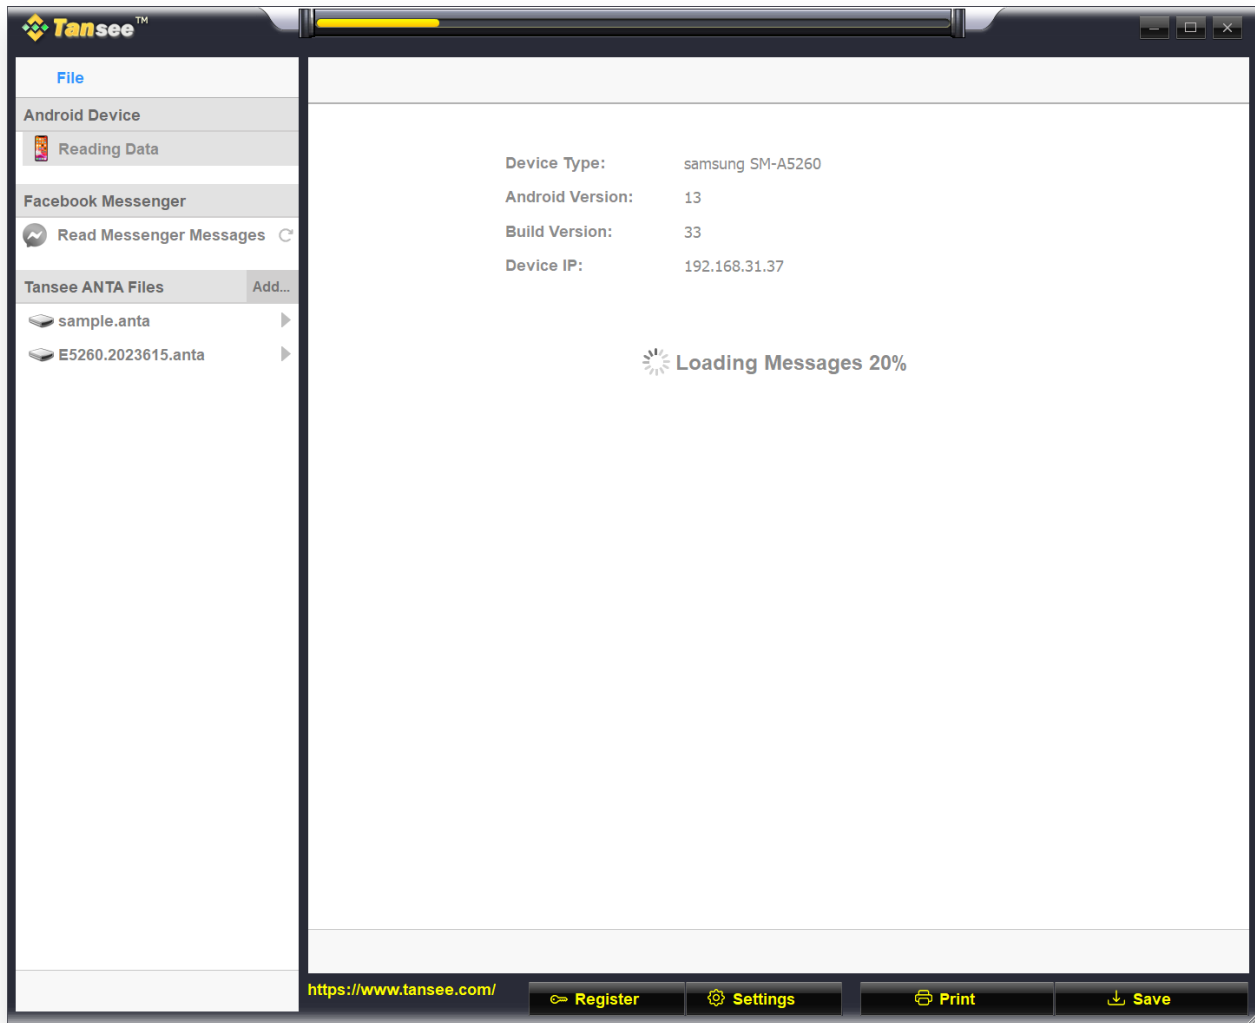 Tansee™
File
Android Device
Reading Data
Facebook Messenger
Read Messenger Messages
Tansee ANTA Files Add...
sample.anta
E5260.2023615.anta
Device Type: samsung SM-A5260
Android Version: 13
Build Version: 33
Device IP: 192.168.31.37
Loading Messages 20%
https://www.tansee.com/ Register Settings Print Save